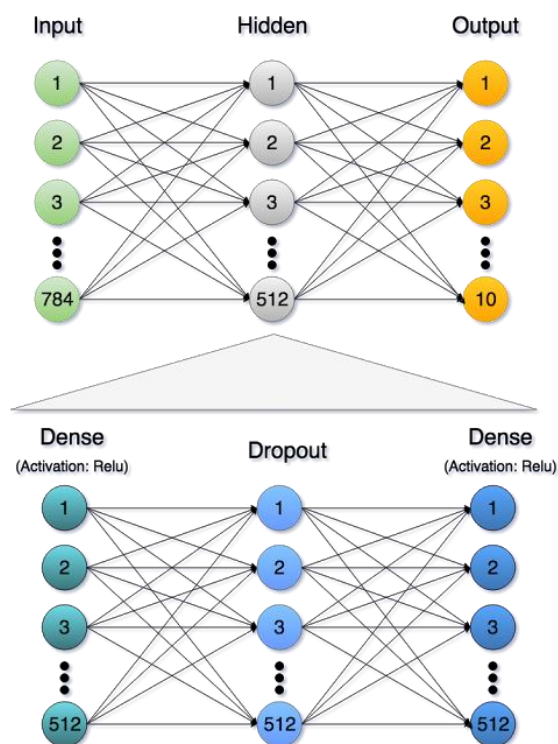 Input Hidden Output
1 1 1
2 2 2
3 3 3
784 512 10
Dense Dropout Dense
(Activation: Relu) (Activation: Relu)
1 1 1
2 2 2
3 3 3
512 512 512